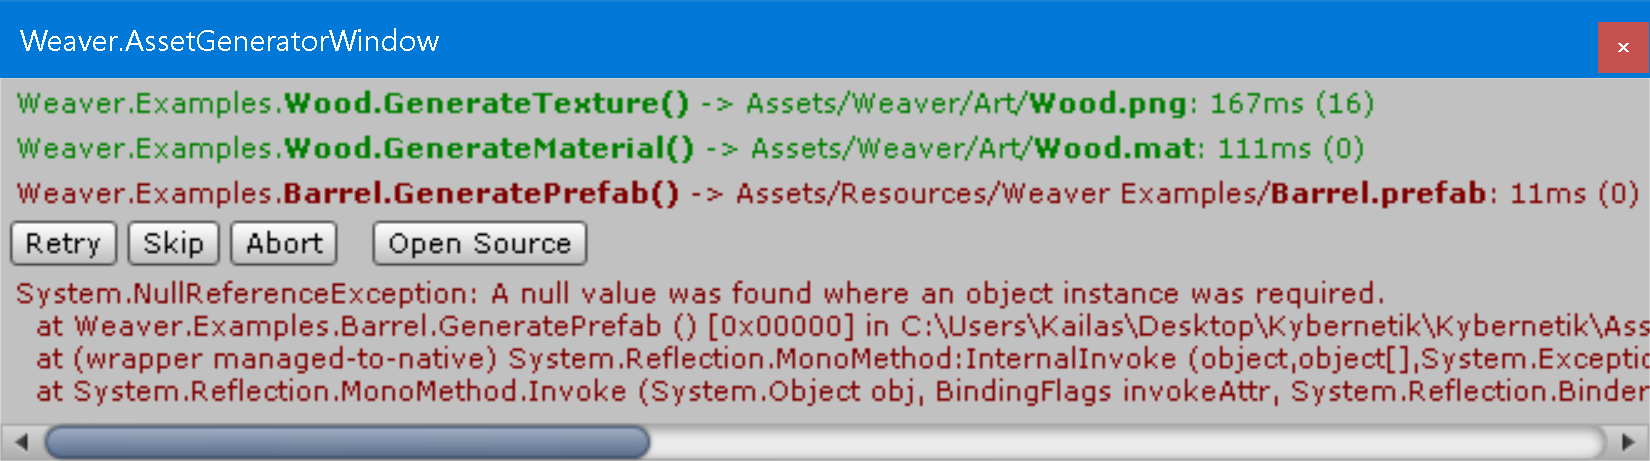 Weaver.AssetGeneratorWindow
×
Weaver.Examples.Wood.GenerateTexture() -> Assets/Weaver/Art/Wood.png: 167ms (16)
Weaver.Examples.Wood.GenerateMaterial() -> Assets/Weaver/Art/Wood.mat: 111ms (0)
Weaver.Examples.Barrel.GeneratePrefab() -> Assets/Resources/Weaver Examples/Barrel.prefab: 11ms (0)
Retry Skip Abort Open Source
System.NullReferenceException: A null value was found where an object instance was required.
at Weaver.Examples.Barrel.GeneratePrefab () [0x00000] in C:\Users\Kailas\Desktop\Kybernetik\Kybernetik\Ass
at (wrapper managed-to-native) System.Reflection.MonoMethod:InternalInvoke (object,object[],System.Exceptio
at System.Reflection.MonoMethod.Invoke (System.Object obj, BindingFlags invokeAttr, System.Reflection.Binder